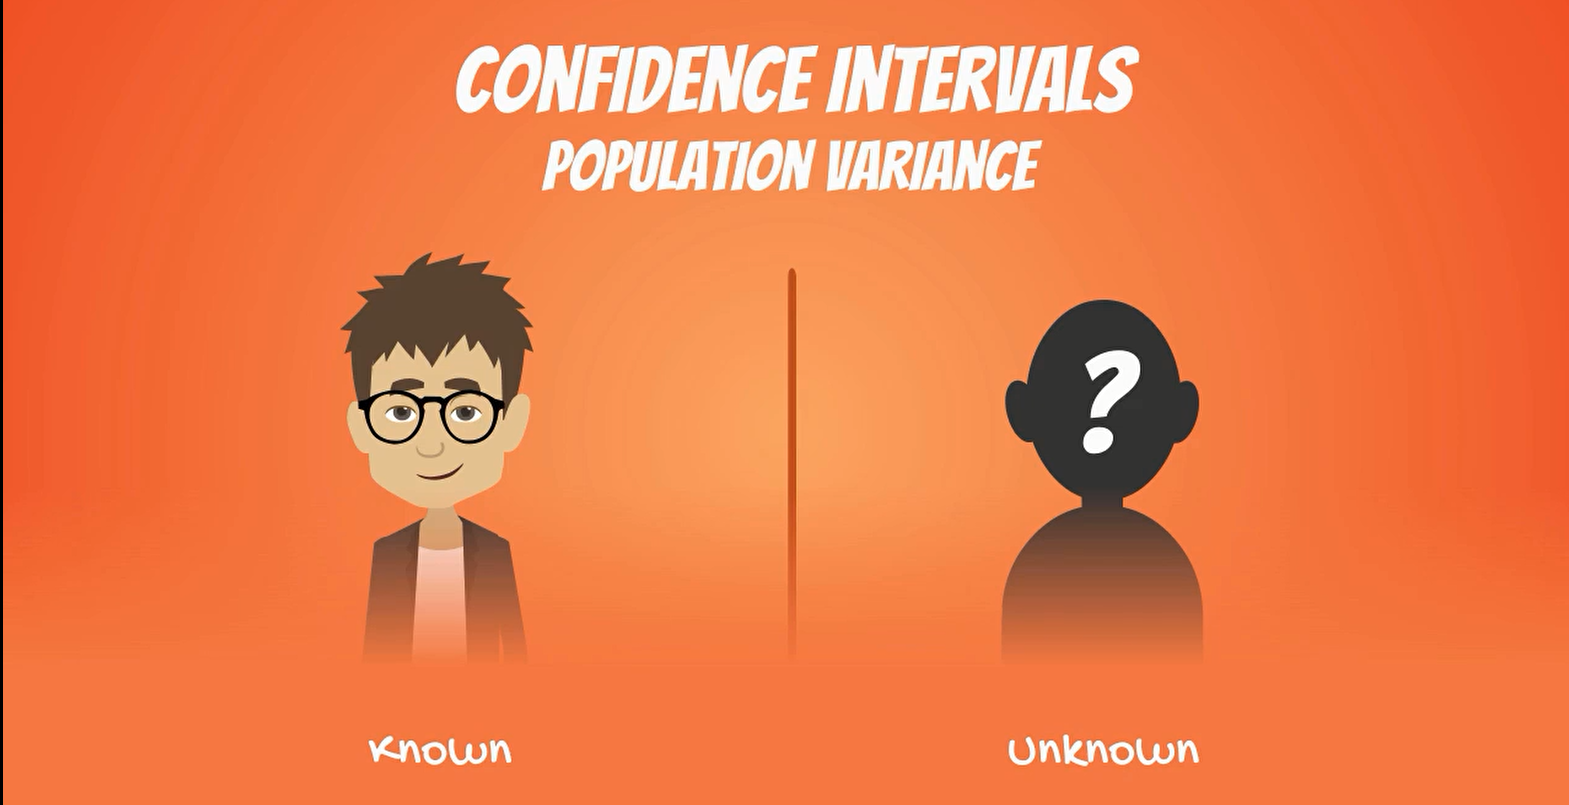 CONFIDENCE INTERVALS
POPULATION VARIANCE
?
Known
Unknown